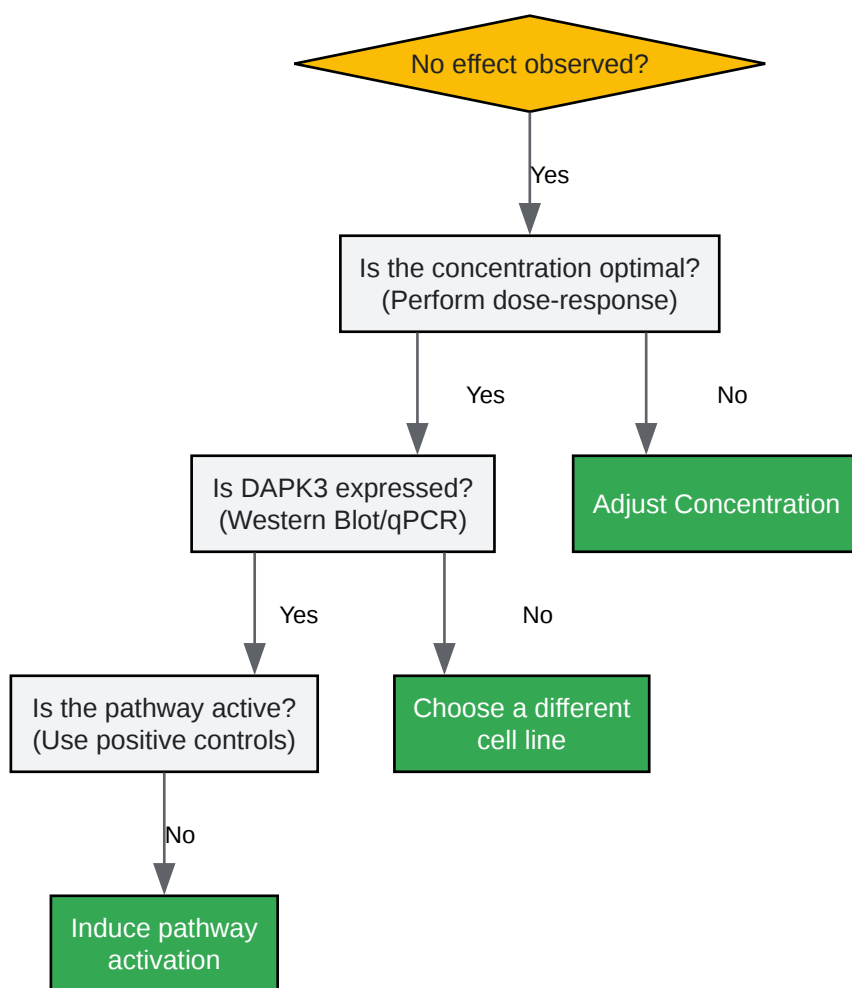 No effect observed?
Yes
Is the concentration optimal?
(Perform dose-response)
Yes
No
Is DAPK3 expressed?
(Western Blot/qPCR)
Adjust Concentration
Yes
No
Is the pathway active?
(Use positive controls)
Choose a different
cell line
No
Induce pathway
activation